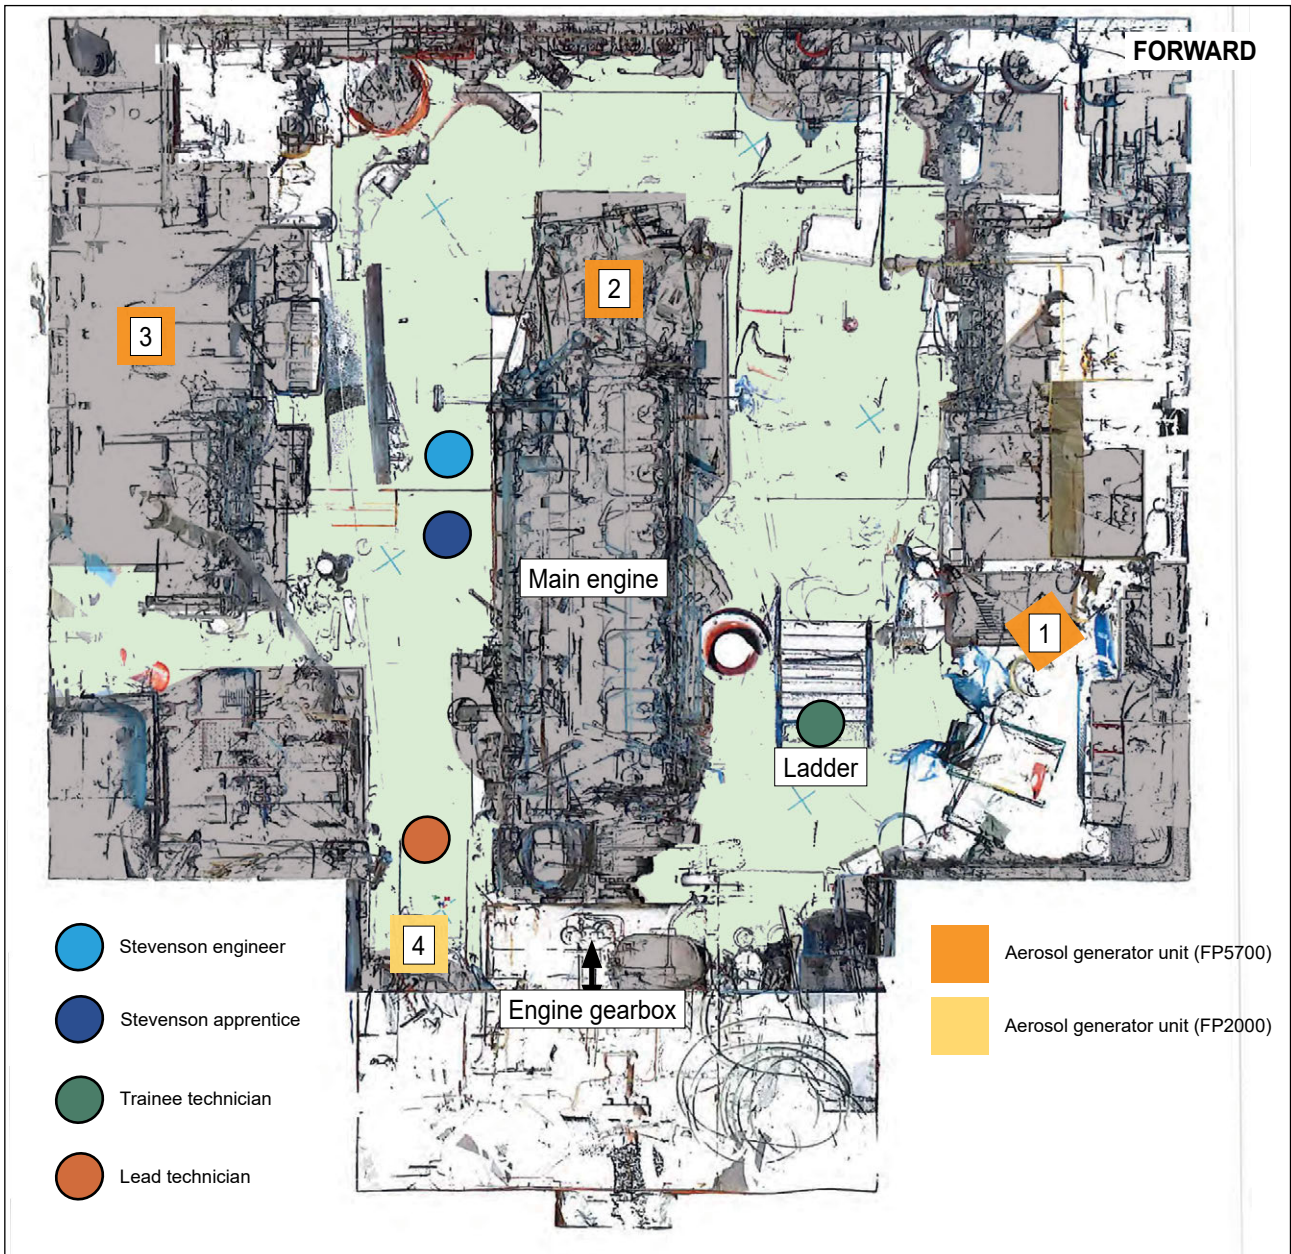 FORWARD
2
3
Main engine
1
Ladder
4
Engine gearbox
Stevenson engineer
Stevenson apprentice
Trainee technician
Lead technician
Aerosol generator unit (FP5700)
Aerosol generator unit (FP2000)